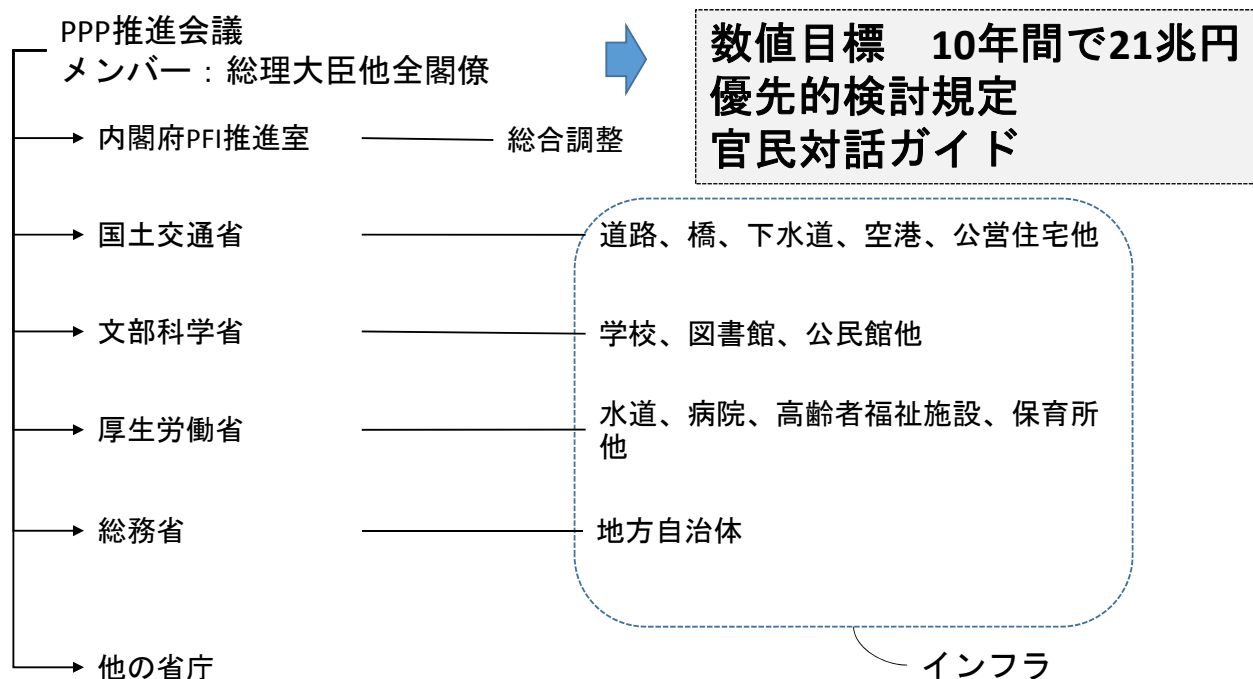 PPP推進会議
メンバー：総理大臣他全閣僚
数値目標　10年間で21兆円
優先的検討規定
官民対話ガイド
内閣府PFI推進室
総合調整
国土交通省
道路、橋、下水道、空港、公営住宅他
文部科学省
学校、図書館、公民館他
厚生労働省
水道、病院、高齢者福祉施設、保育所
他
総務省
地方自治体
他の省庁
インフラ